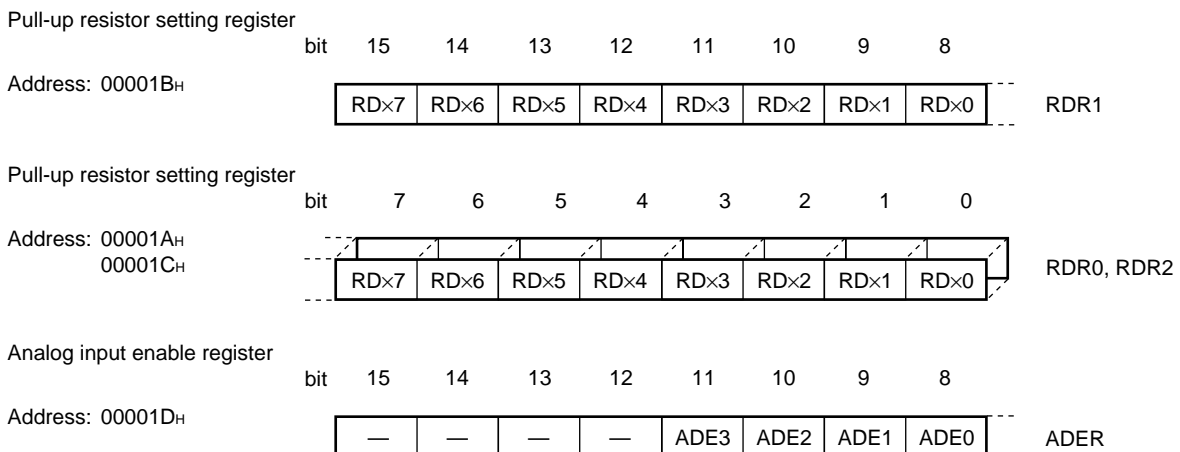 Pull-up resistor setting register
bit 15 14 13 12 11 10 9 8
Address: 00001BH
RD×7 RD×6 RD×5 RD×4 RD×3 RD×2 RD×1 RD×0 RDR1
Pull-up resistor setting register
bit 7 6 5 4 3 2 1 0
Address: 00001AH
00001CH
RD×7 RD×6 RD×5 RD×4 RD×3 RD×2 RD×1 RD×0 RDR0, RDR2
Analog input enable register
bit 15 14 13 12 11 10 9 8
Address: 00001DH
— — — — ADE3 ADE2 ADE1 ADE0 ADER